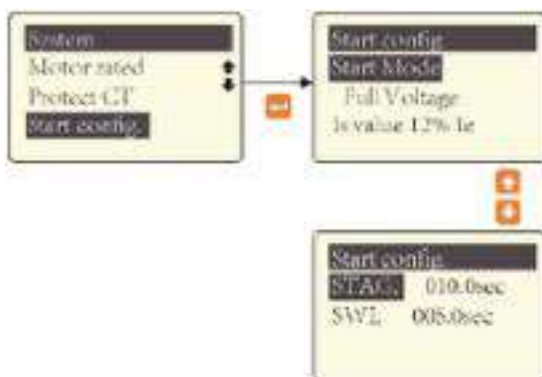 System
Motor rated
Protect CT
Start config.
Start config
Start Mode
Full Voltage
Is value 12% Ie
Start config
STAG. 010.0sec
SWL 005.0sec